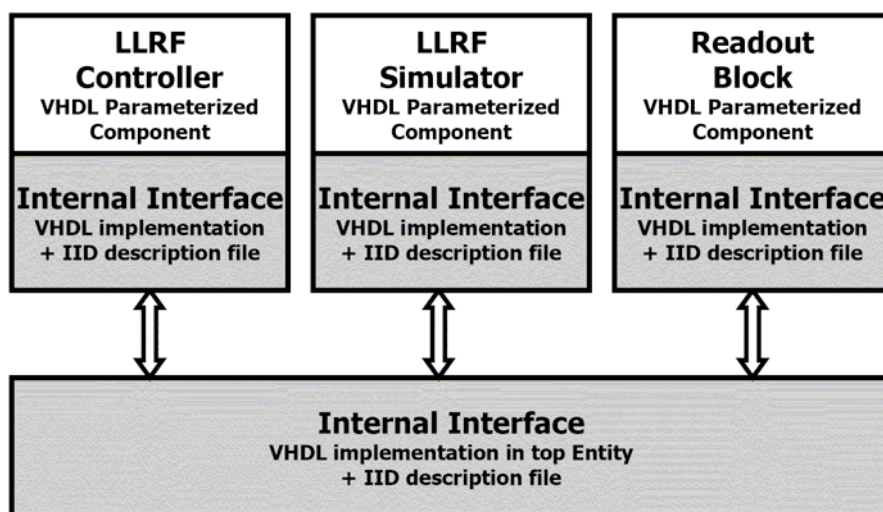 LLRF
Controller
VHDL Parameterized
Component
Internal Interface
VHDL implementation
+ IID description file
LLRF
Simulator
VHDL Parameterized
Component
Internal Interface
VHDL implementation
+ IID description file
Readout
Block
VHDL Parameterized
Component
Internal Interface
VHDL implementation
+ IID description file
Internal Interface
VHDL implementation in top Entity
+ IID description file